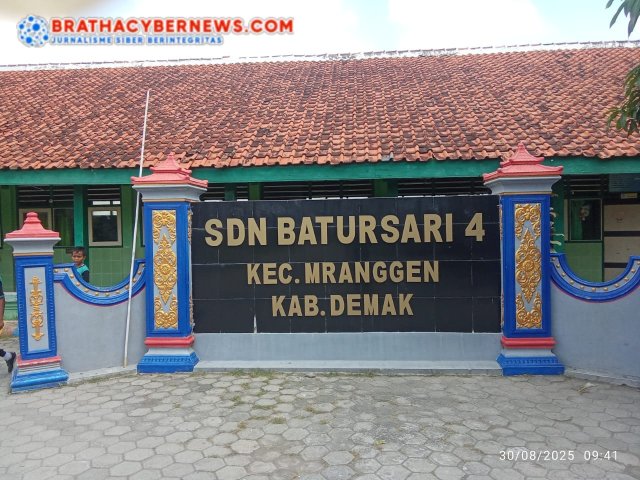 BRATHACYBERNEWS.COM
JURNALISME SIBER BERINTEGRITAS
SDN BATURSARI 4
KEC. MRANGGEN
KAB. DEMAK
30/08/2025 09:41